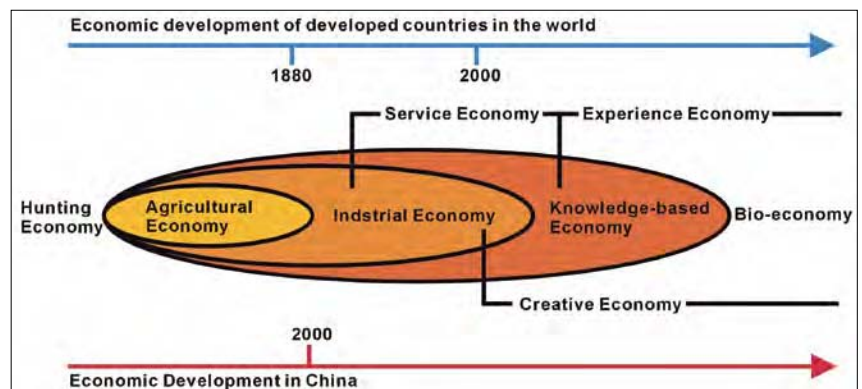 Economic development of developed countries in the world
1880
2000
Service Economy
Experience Economy
Hunting
Economy
Agricultural
Economy
Indstrial Economy
Knowledge-based
Economy
Bio-economy
Creative Economy
2000
Economic Development in China